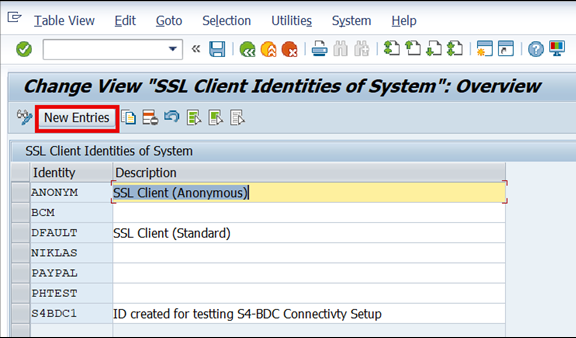 Table View Edit Goto Selection Utilities System Help
Change View "SSL Client Identities of System": Overview
New Entries
SSL Client Identities of System
Identity Description
ANONYM SSL Client (Anonymous)
BCM
DFAULT SSL Client (Standard)
NIKLAS
PAYPAL
PHTEST
S4BDC1 ID created for testting S4-BDC Connectivty Setup